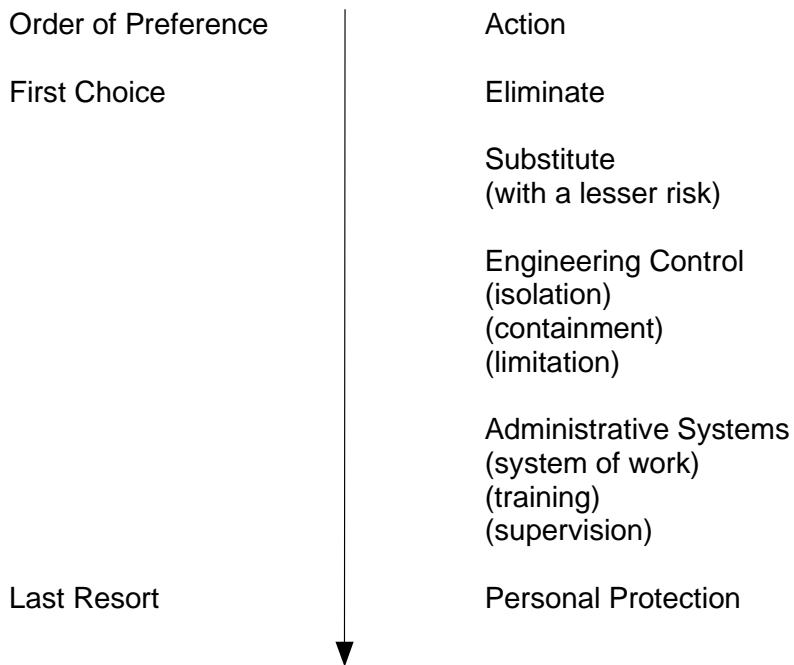 Order of Preference Action
First Choice Eliminate
Substitute
(with a lesser risk)
Engineering Control
(isolation)
(containment)
(limitation)
Administrative Systems
(system of work)
(training)
(supervision)
Last Resort Personal Protection